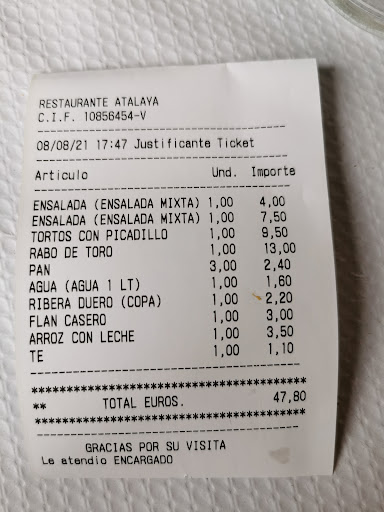 RESTAURANTE ATALAYA
C.I.F. 10856454-V
08/08/21 17:47 Justificante Ticket
Articulo Und. Importe
ENSALADA (ENSALADA MIXTA) 1,00 4,00
ENSALADA (ENSALADA MIXTA) 1,00 7,50
TORTOS CON PICADILLO 1,00 9,50
RABO DE TORO 1,00 13,00
PAN 3,00 2,40
AGUA (AGUA 1 LT) 1,00 1,60
RIBERA DUERO (COPA) 1,00 2,20
FLAN CASERO 1,00 3,00
ARROZ CON LECHE 1,00 3,50
TE 1,00 1,10
****************************************
** TOTAL EUROS. 47,80
****************************************
GRACIAS POR SU VISITA
Le atendio ENCARGADO